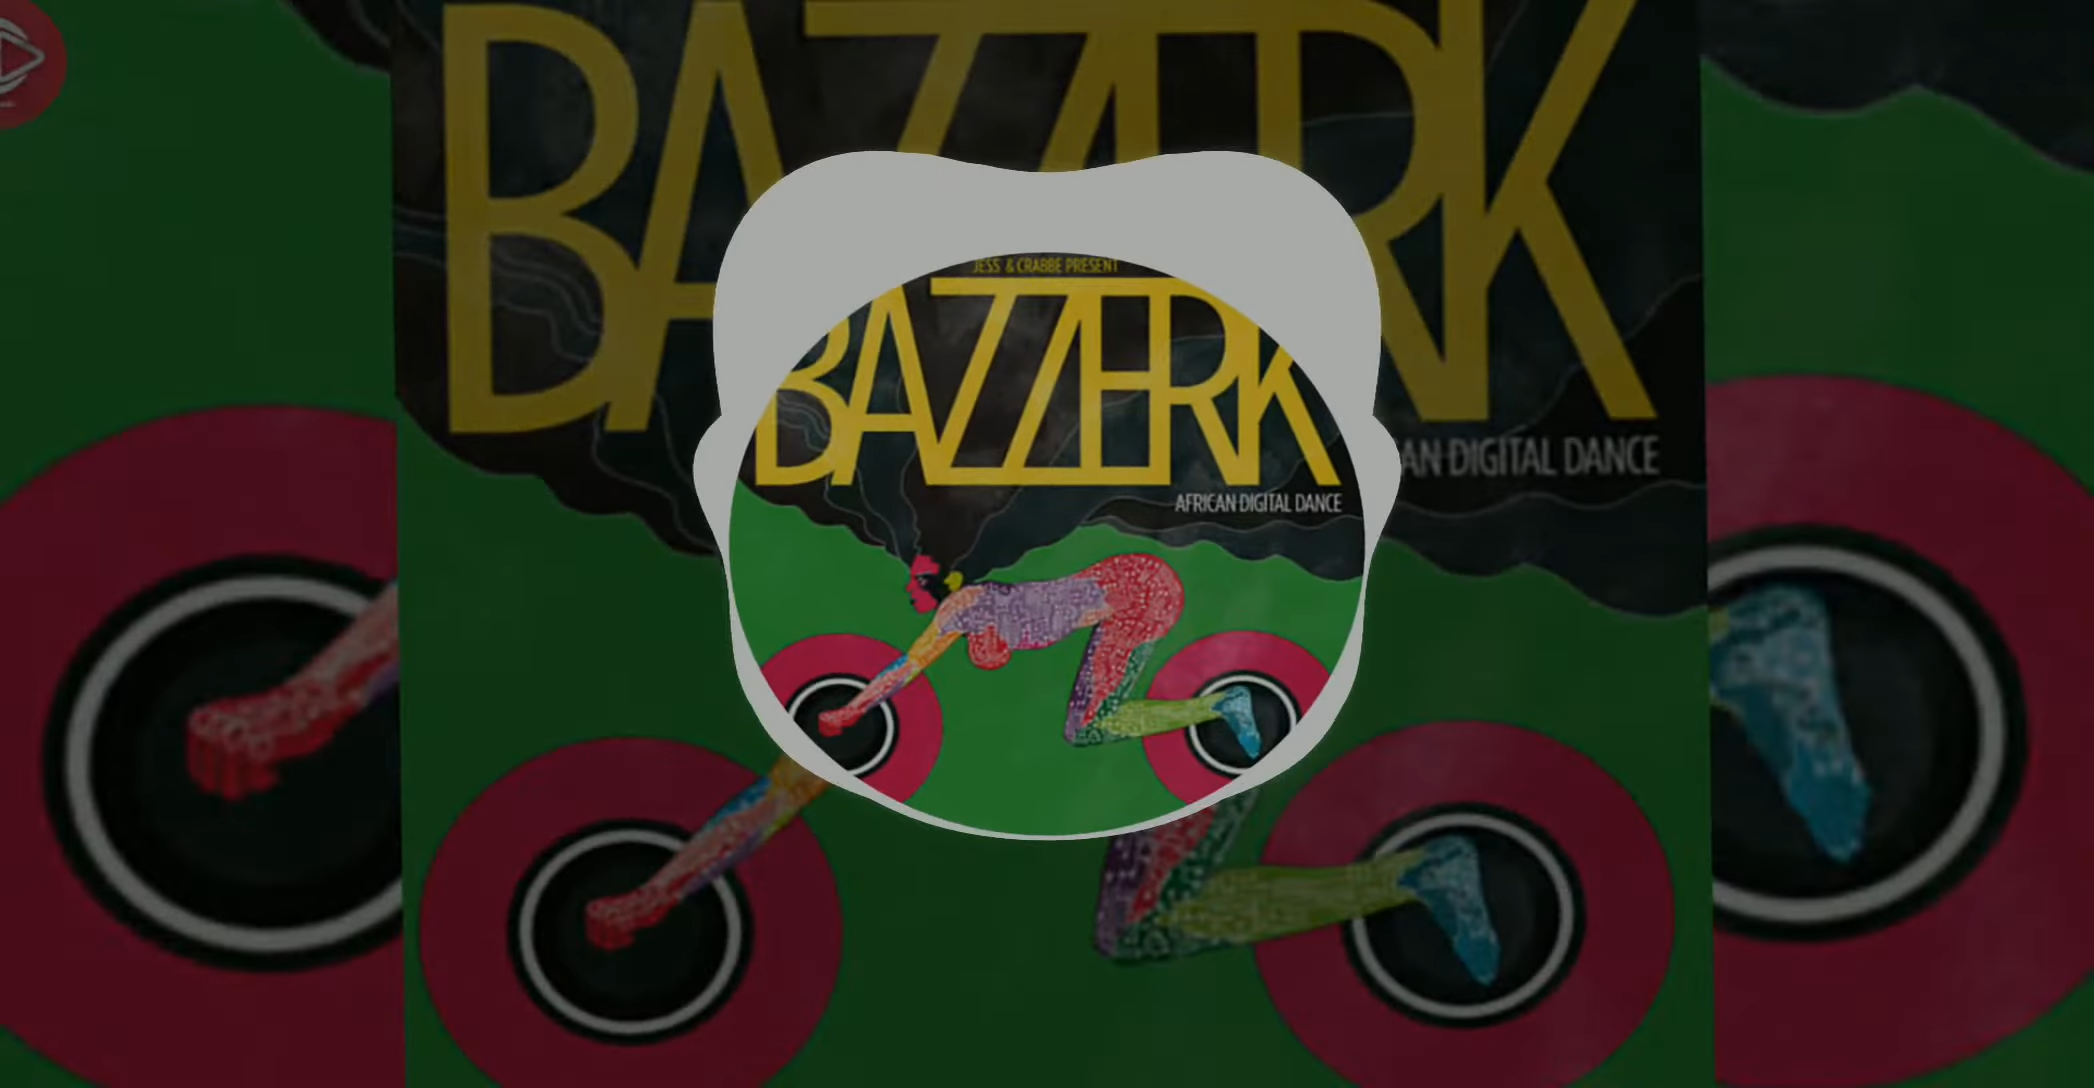 BAZZERK
AN DIGITAL DANCE
JESS & CRABBE PRESENT
BAZZERK
AFRICAN DIGITAL DANCE